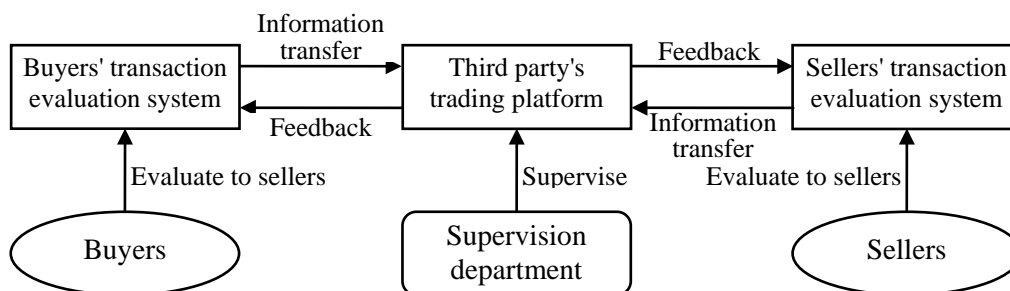 Information
transfer
Feedback
Buyers' transaction
evaluation system
Third party's
trading platform
Sellers' transaction
evaluation system
Feedback
Information
transfer
Evaluate to sellers
Supervise
Evaluate to sellers
Buyers
Supervision
department
Sellers